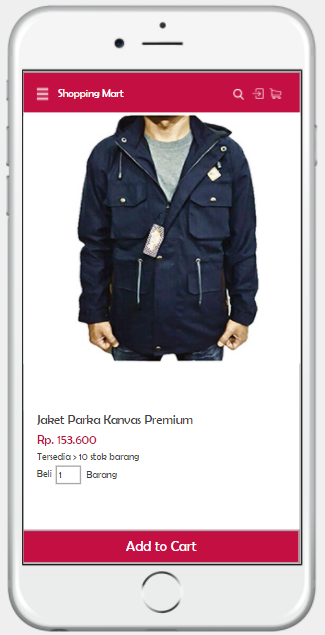 Shopping Mart
Jaket Parka Kanvas Premium
Rp. 153.600
Tersedia > 10 stok barang
Beli 1 Barang
Add to Cart